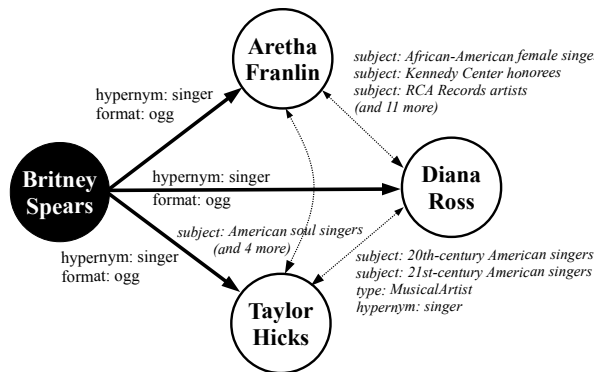 Aretha
Franlin
subject: African-American female singe
subject: Kennedy Center honorees
subject: RCA Records artists
(and 11 more)
hypernym: singer
format: ogg
Britney
Spears
hypernym: singer
format: ogg
Diana
Ross
subject: American soul singers
(and 4 more)
hypernym: singer
format: ogg
subject: 20th-century American singers
subject: 21st-century American singers
type: MusicalArtist
hypernym: singer
Taylor
Hicks